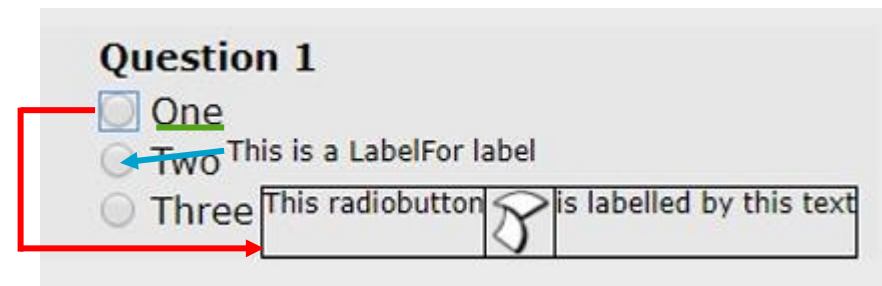 Question 1
One
Two This is a LabelFor label
Three This radiobutton is labelled by this text